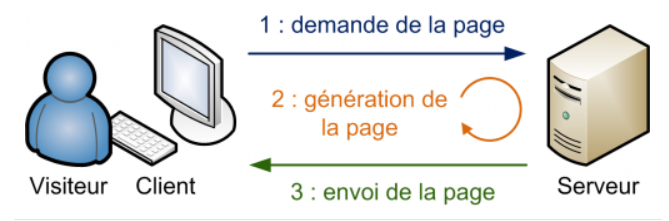 1 : demande de la page
2 : génération de
la page
3 : envoi de la page
Visiteur
Client
Serveur